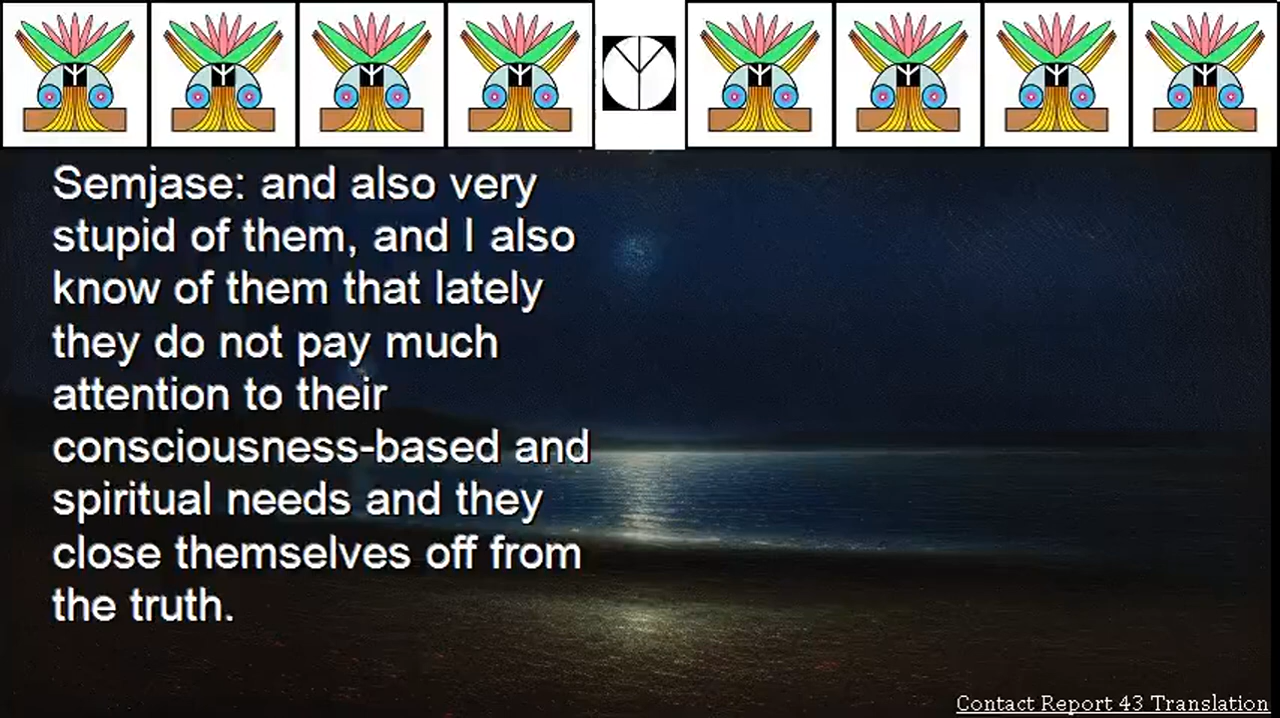 Semjase: and also very
stupid of them, and I also
know of them that lately
they do not pay much
attention to their
consciousness-based and
spiritual needs and they
close themselves off from
the truth.
Contact Report 43 Translation